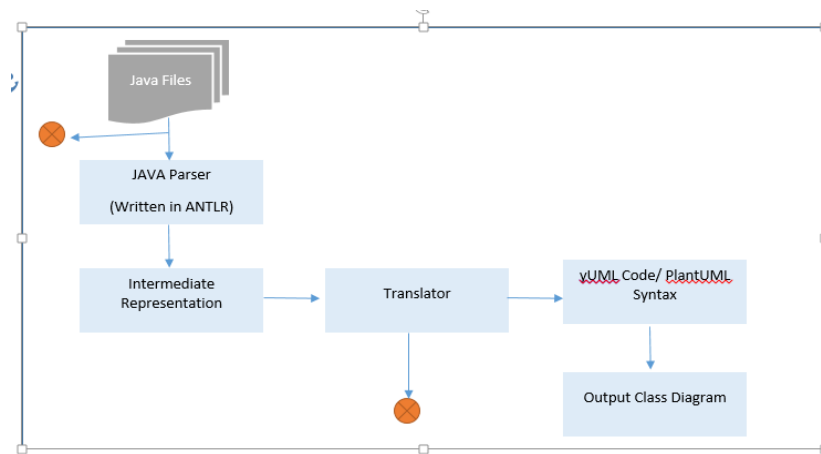 Java Files
JAVA Parser
(Written in ANTLR)
Intermediate
Representation
Translator
yUML Code/ PlantUML
Syntax
Output Class Diagram